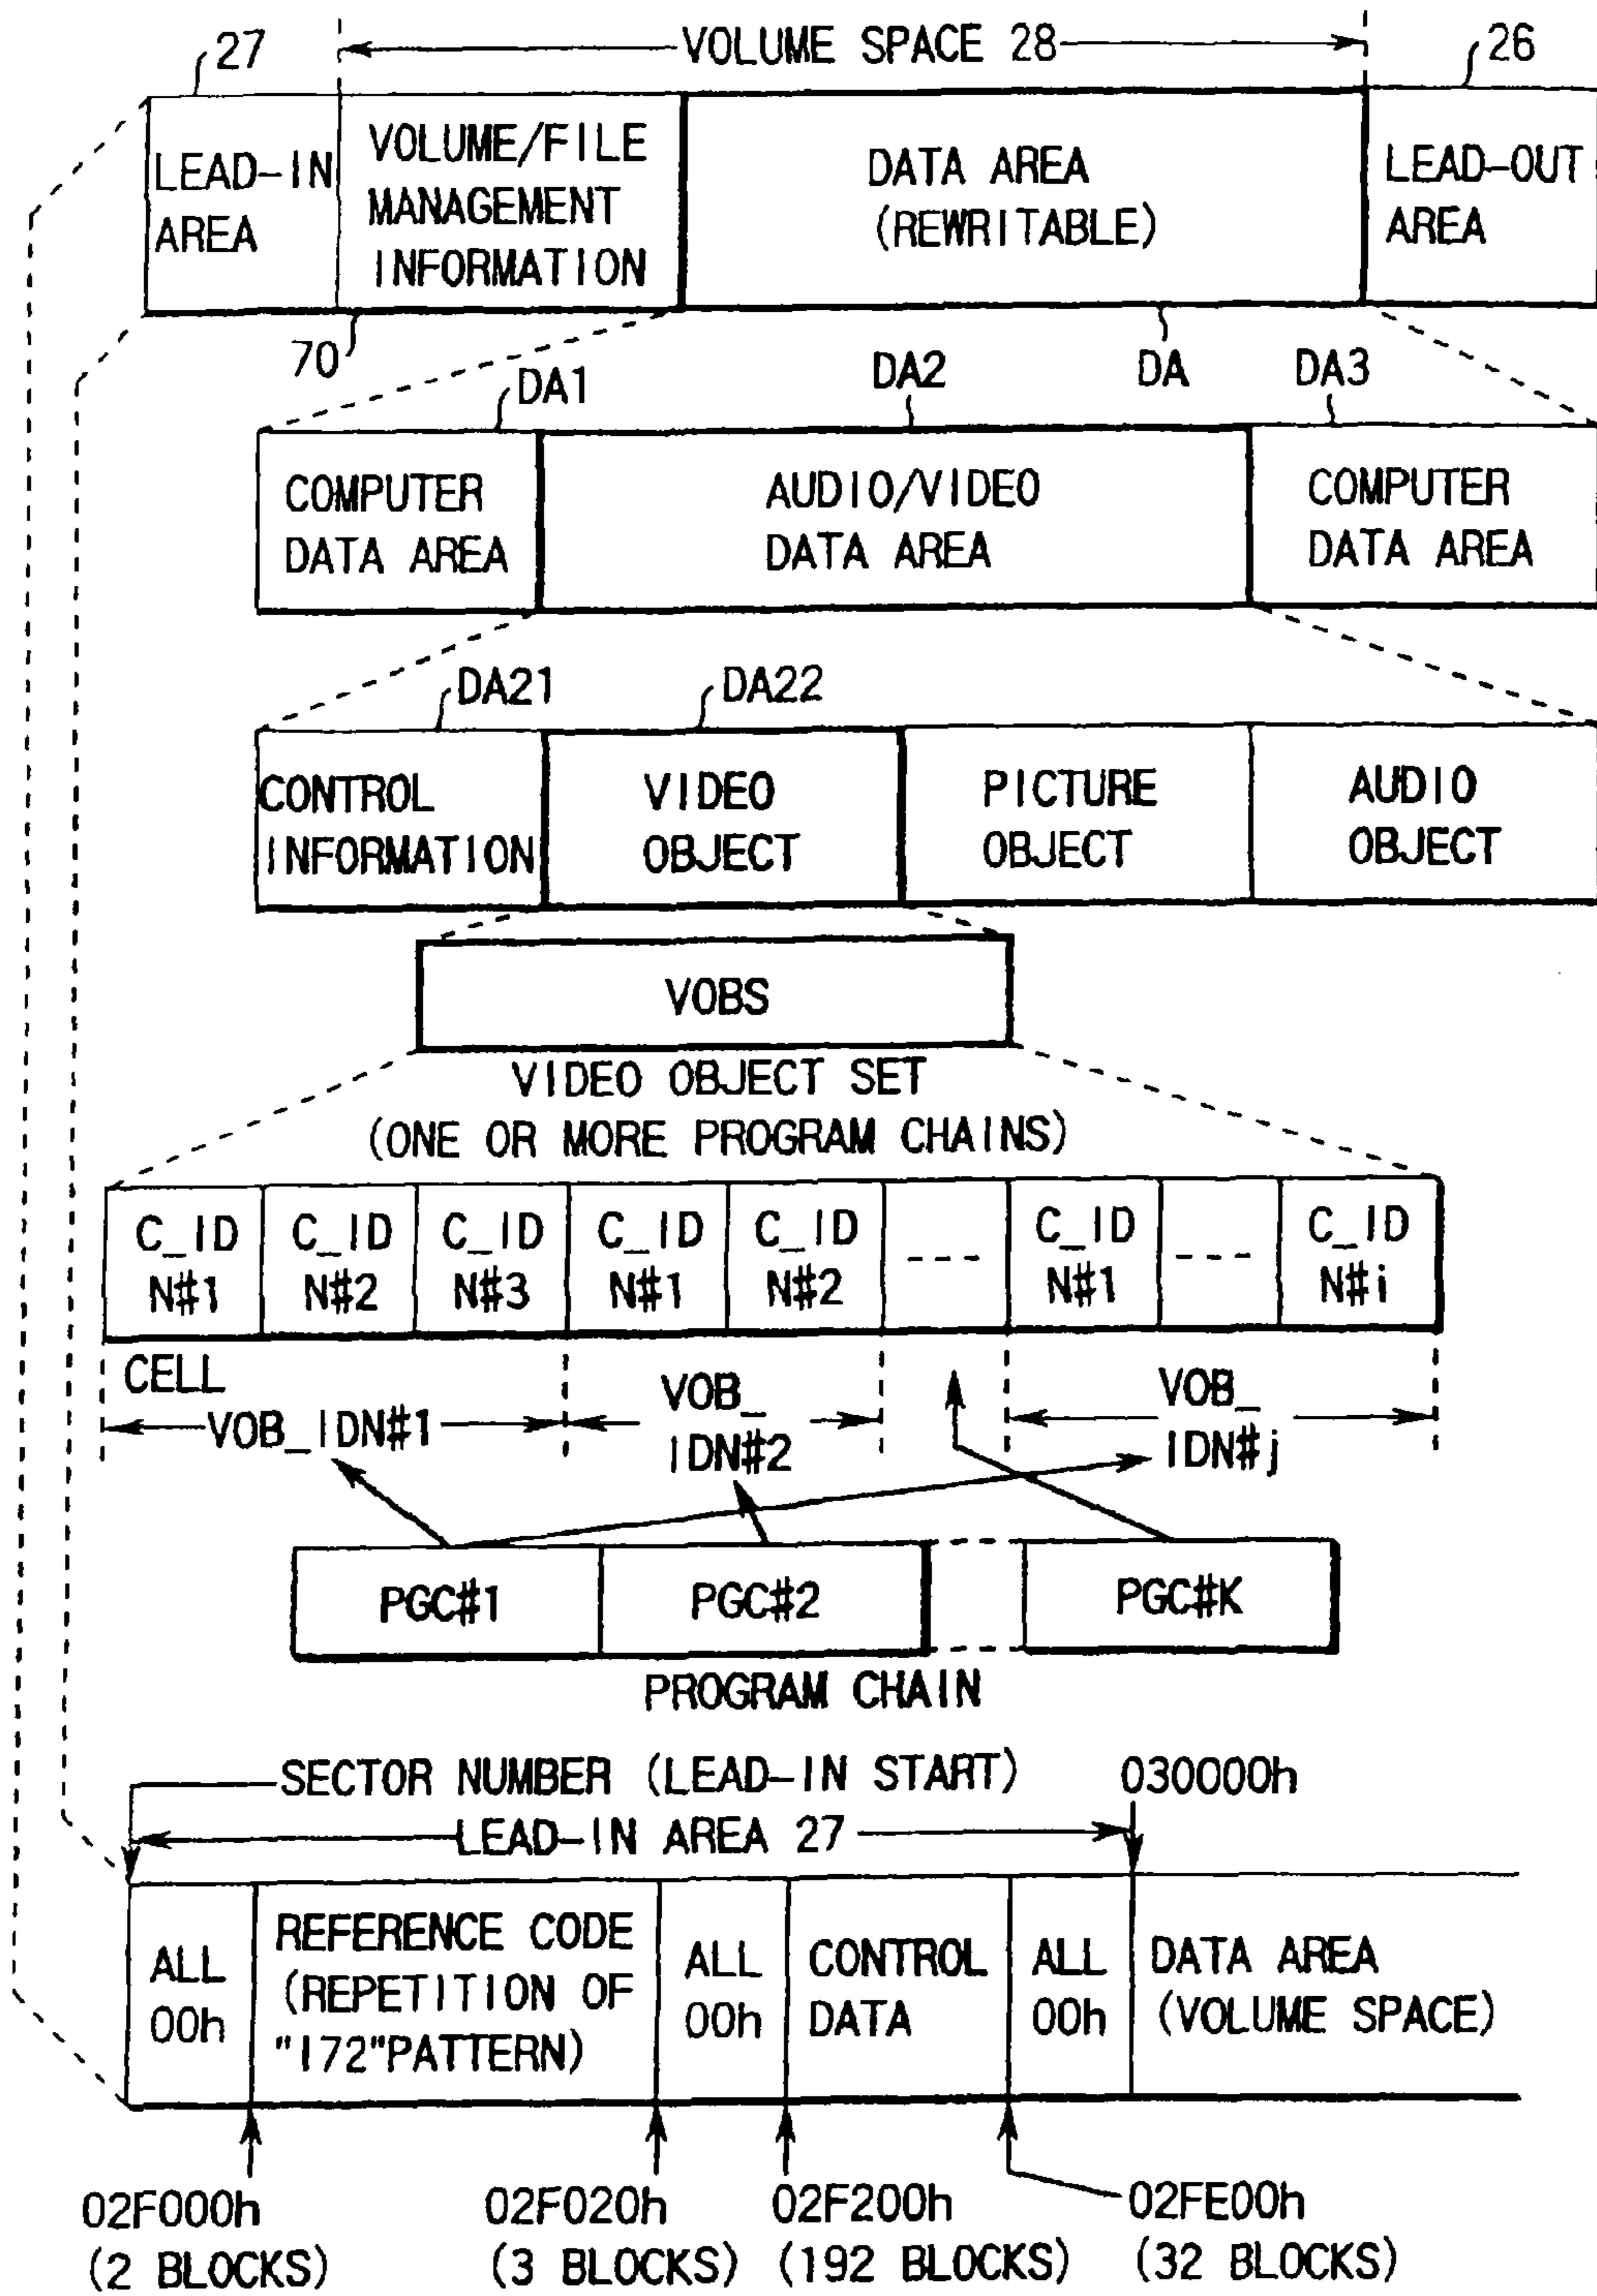 27
VOLUME SPACE 28
26
LEAD-IN
AREA
VOLUME/FILE
MANAGEMENT
INFORMATION
DATA AREA
(REWRITABLE)
LEAD-OUT
AREA
70
DA1
DA2
DA
DA3
COMPUTER
DATA AREA
AUDIO/VIDEO
DATA AREA
COMPUTER
DATA AREA
DA21
DA22
CONTROL
INFORMATION
VIDEO
OBJECT
PICTURE
OBJECT
AUDIO
OBJECT
VOBS
VIDEO OBJECT SET
(ONE OR MORE PROGRAM CHAINS)
C_ID
N#1
C_ID
N#2
C_ID
N#3
C_ID
N#1
C_ID
N#2
----
C_ID
N#1
----
C_ID
N#i
CELL
VOB_IDN#1
VOB_
IDN#2
VOB_
IDN#j
PGC#1
PGC#2
PGC#K
PROGRAM CHAIN
SECTOR NUMBER (LEAD-IN START)
030000h
LEAD-IN AREA 27
ALL
00h
REFERENCE CODE
(REPETITION OF
"172"PATTERN)
ALL
00h
CONTROL
DATA
ALL
00h
DATA AREA
(VOLUME SPACE)
02F000h
(2 BLOCKS)
02F020h
(3 BLOCKS)
02F200h
(192 BLOCKS)
02FE00h
(32 BLOCKS)